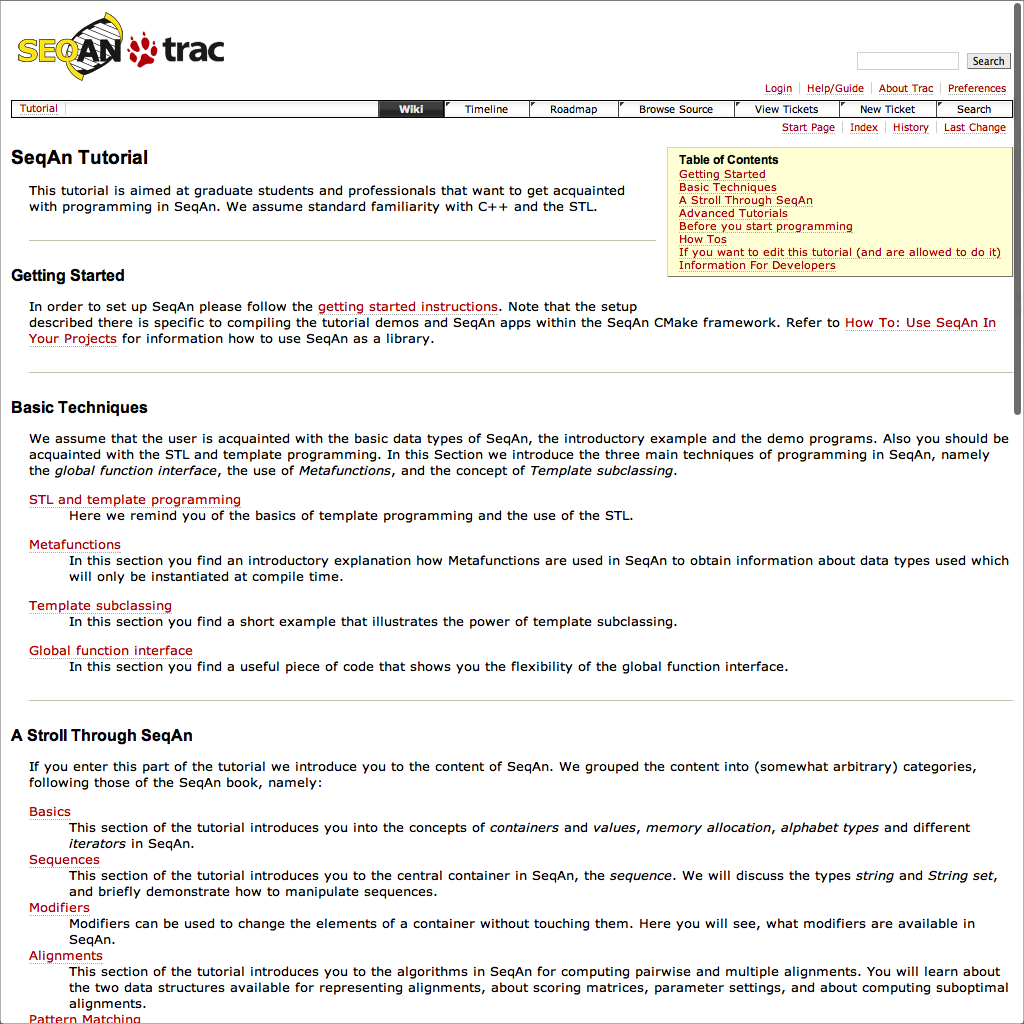 SEQAN trac
Search
Login Help/Guide About Trac Preferences
Tutorial Wiki Timeline Roadmap Browse Source View Tickets New Ticket Search
Start Page Index History Last Change
SeqAn Tutorial
This tutorial is aimed at graduate students and professionals that want to get acquainted
with programming in SeqAn. We assume standard familiarity with C++ and the STL.
Table of Contents
Getting Started
Basic Techniques
A Stroll Through SeqAn
Advanced Tutorials
Before you start programming
How Tos
If you want to edit this tutorial (and are allowed to do it)
Information For Developers
Getting Started
In order to set up SeqAn please follow the getting started instructions. Note that the setup
described there is specific to compiling the tutorial demos and SeqAn apps within the SeqAn CMake framework. Refer to How To: Use SeqAn In
Your Projects for information how to use SeqAn as a library.
Basic Techniques
We assume that the user is acquainted with the basic data types of SeqAn, the introductory example and the demo programs. Also you should be
acquainted with the STL and template programming. In this Section we introduce the three main techniques of programming in SeqAn, namely
the global function interface, the use of Metafunctions, and the concept of Template subclassing.
STL and template programming
Here we remind you of the basics of template programming and the use of the STL.
Metafunctions
In this section you find an introductory explanation how Metafunctions are used in SeqAn to obtain information about data types used which
will only be instantiated at compile time.
Template subclassing
In this section you find a short example that illustrates the power of template subclassing.
Global function interface
In this section you find a useful piece of code that shows you the flexibility of the global function interface.
A Stroll Through SeqAn
If you enter this part of the tutorial we introduce you to the content of SeqAn. We grouped the content into (somewhat arbitrary) categories,
following those of the SeqAn book, namely:
Basics
This section of the tutorial introduces you into the concepts of containers and values, memory allocation, alphabet types and different
iterators in SeqAn.
Sequences
This section of the tutorial introduces you to the central container in SeqAn, the sequence. We will discuss the types string and String set,
and briefly demonstrate how to manipulate sequences.
Modifiers
Modifiers can be used to change the elements of a container without touching them. Here you will see, what modifiers are available in
SeqAn.
Alignments
This section of the tutorial introduces you to the algorithms in SeqAn for computing pairwise and multiple alignments. You will learn about
the two data structures available for representing alignments, about scoring matrices, parameter settings, and about computing suboptimal
alignments.
Pattern Matching